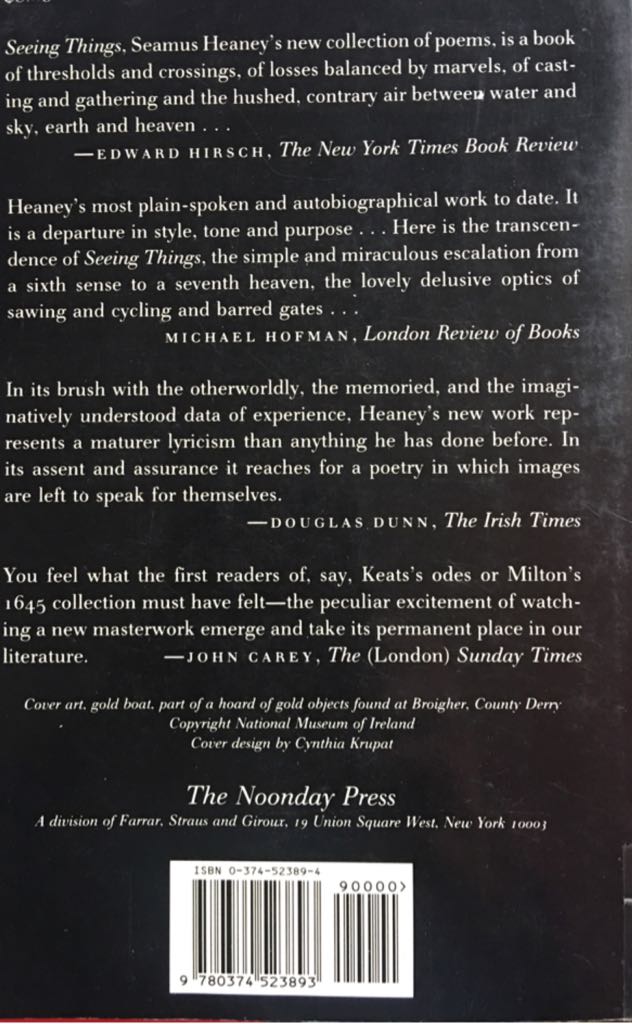 Seeing Things, Seamus Heaney's new collection of poems, is a book
of thresholds and crossings, of losses balanced by marvels, of cast-
ing and gathering and the hushed, contrary air between water and
sky, earth and heaven . . .
—EDWARD HIRSCH, The New York Times Book Review
Heaney's most plain-spoken and autobiographical work to date. It
is a departure in style, tone and purpose . . . Here is the transcen-
dence of Seeing Things, the simple and miraculous escalation from
a sixth sense to a seventh heaven, the lovely delusive optics of
sawing and cycling and barred gates . . .
MICHAEL HOFMAN, London Review of Books
In its brush with the otherworldly, the memoried, and the imagi-
natively understood data of experience, Heaney's new work rep-
resents a maturer lyricism than anything he has done before. In
its assent and assurance it reaches for a poetry in which images
are left to speak for themselves.
—DOUGLAS DUNN, The Irish Times
You feel what the first readers of, say, Keats's odes or Milton's
1645 collection must have felt—the peculiar excitement of watch-
ing a new masterwork emerge and take its permanent place in our
literature. —JOHN CAREY, The (London) Sunday Times
Cover art, gold boat, part of a hoard of gold objects found at Broigher, County Derry
Copyright National Museum of Ireland
Cover design by Cynthia Krupat
The Noonday Press
A division of Farrar, Straus and Giroux, 19 Union Square West, New York 10003
ISBN 0-374-52389-4
90000>
9 780374 523893